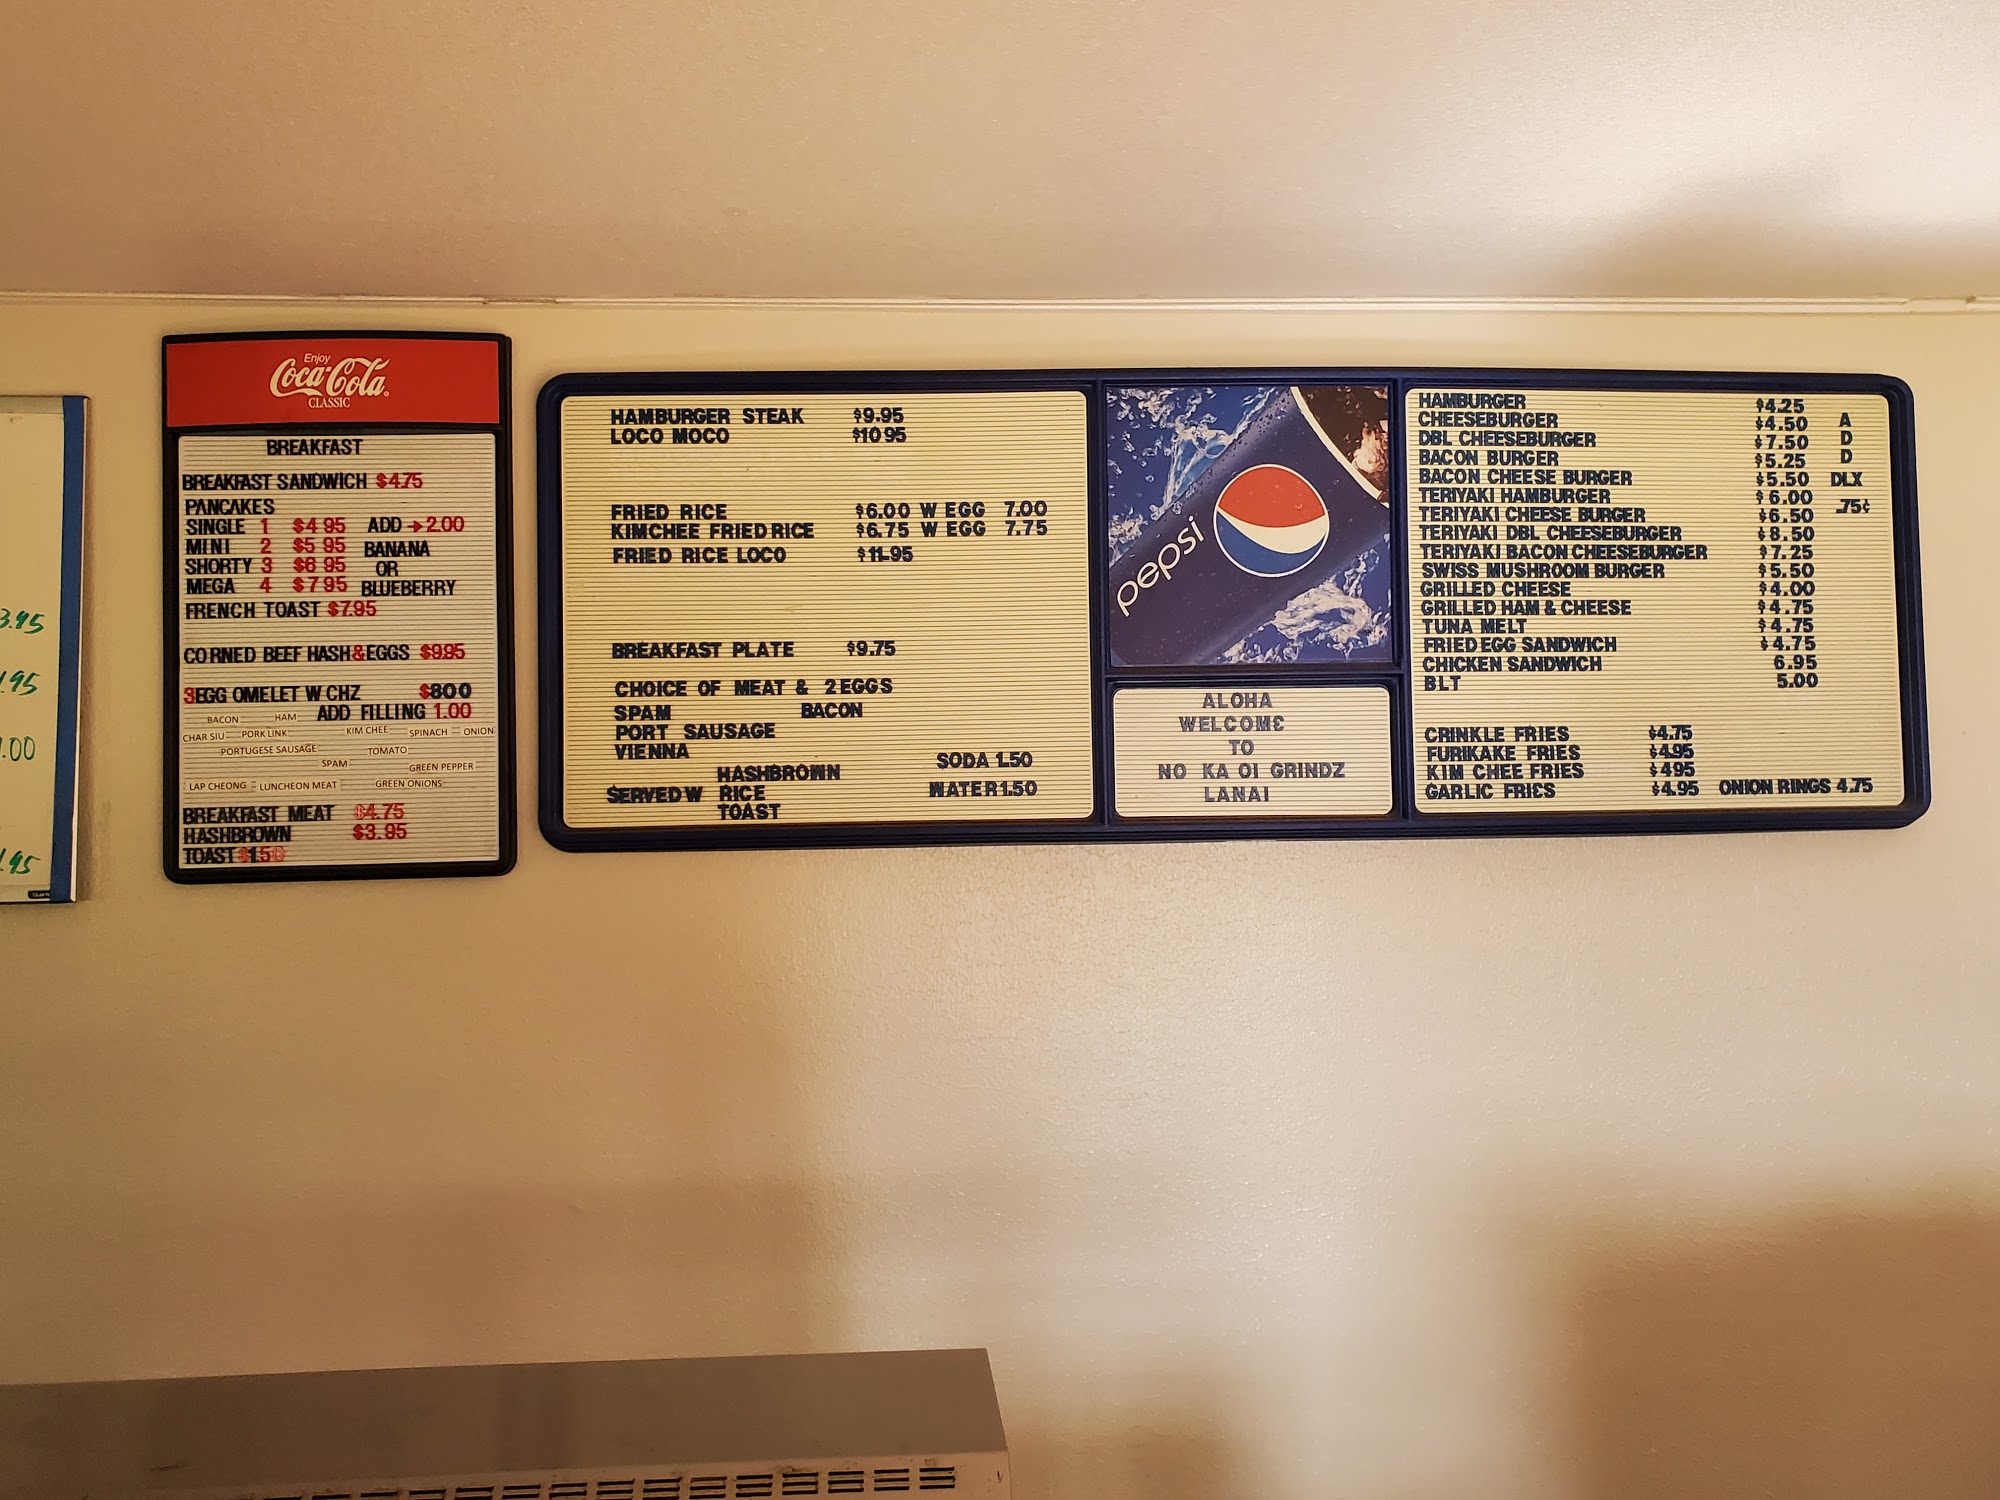 3.95
.95
.00
.95
Enjoy
Coca-Cola
CLASSIC
BREAKFAST
BREAKFAST SANDWICH $4.75
PANCAKES
SINGLE 1 $4 95 ADD → 2.00
MINI 2 $5 95 BANANA
SHORTY 3 $6 95 OR
MEGA 4 $7 95 BLUEBERRY
FRENCH TOAST $7.95
CORNED BEEF HASH & EGGS $9.95
3EGG OMELET W CHZ $800
ADD FILLING 1.00
BACON HAM
CHAR SIU PORK LINK KIM CHEE SPINACH ONION
PORTUGESE SAUSAGE TOMATO
SPAM GREEN PEPPER
LAP CHEONG LUNCHEON MEAT GREEN ONIONS
BREAKFAST MEAT $4.75
HASHBROWN $3.95
TOAST $1.50
HAMBURGER STEAK $9.95
LOCO MOCO $10 95
FRIED RICE $6.00 W EGG 7.00
KIMCHEE FRIED RICE $6.75 W EGG 7.75
FRIED RICE LOCO $11-95
BREAKFAST PLATE $9.75
CHOICE OF MEAT & 2 EGGS
SPAM BACON
PORT SAUSAGE
VIENNA
SODA 1.50
HASHBROWN
SERVED W RICE
WATER 1.50
TOAST
pepsi
ALOHA
WELCOME
TO
NO KA OI GRINDZ
LANAI
HAMBURGER $4.25
CHEESEBURGER $4.50 A
DBL CHEESEBURGER $7.50 D
BACON BURGER $5.25 D
BACON CHEESE BURGER $5.50 DLX
TERIYAKI HAMBURGER $6.00
TERIYAKI CHEESE BURGER $6.50 .75¢
TERIYAKI DBL CHEESEBURGER $8.50
TERIYAKI BACON CHEESEBURGER $7.25
SWISS MUSHROOM BURGER $5.50
GRILLED CHEESE $4.00
GRILLED HAM & CHEESE $4.75
TUNA MELT $4.75
FRIED EGG SANDWICH $4.75
CHICKEN SANDWICH 6.95
BLT 5.00
CRINKLE FRIES $4.75
FURIKAKE FRIES $4.95
KIM CHEE FRIES $4 95
GARLIC FRIES $4.95 ONION RINGS 4.75